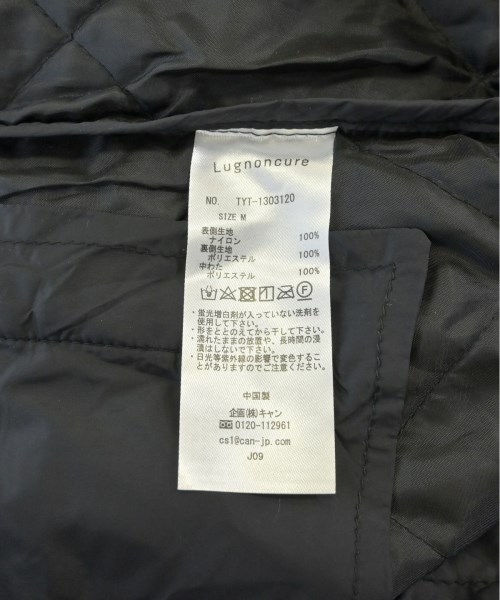 Lugnoncure
NO. TYT-1303120
SIZE M
表側生地
ナイロン 100%
裏側生地
ポリエステル 100%
中わた
ポリエステル 100%
・蛍光増白剤が入っていない洗剤を
使用して下さい。
・形をととのえてから干して下さい。
・濡れたままの放置や、長時間の浸
漬はしないで下さい。
・日光等紫外線の影響で変色するこ
とがありますのでご注意ください。
中国製
企画㈱キャン
0120-112961
cs1@can-jp.com
J09